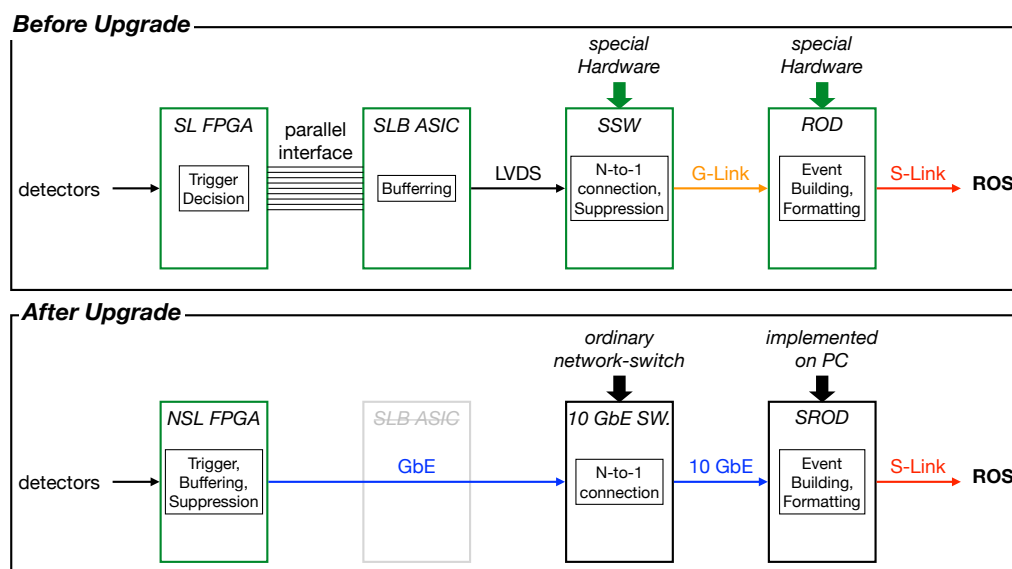 Before Upgrade
special
Hardware
special
Hardware
SL FPGA
parallel
interface
SLB ASIC
SSW
ROD
detectors
Trigger
Decision
Bufferring
LVDS
N-to-1
connection,
Suppression
G-Link
Event
Building,
Formatting
S-Link
ROS
After Upgrade
ordinary
network-switch
implemented
on PC
NSL FPGA
SLB ASIC
10 GbE SW.
SROD
detectors
Trigger,
Buffering,
Suppression
GbE
N-to-1
connection
10 GbE
Event
Building,
Formatting
S-Link
ROS